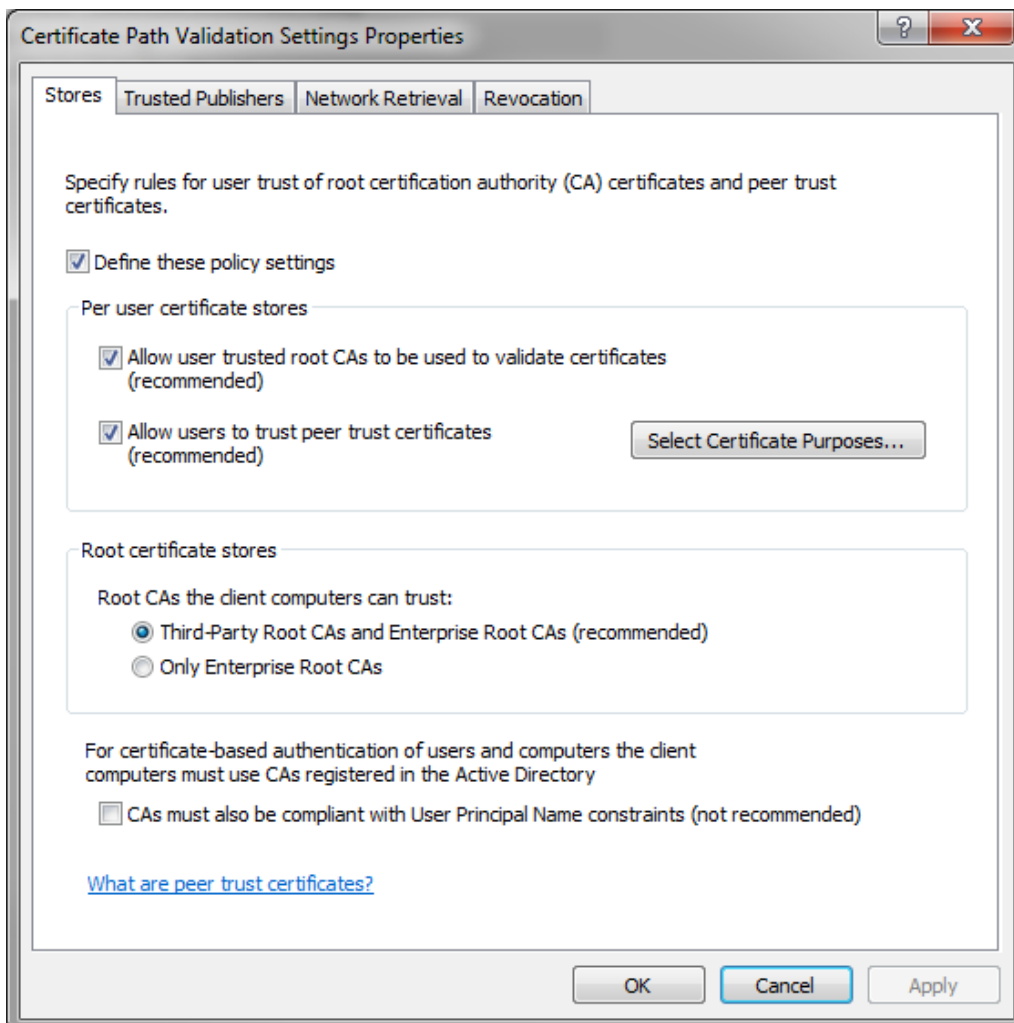 Certificate Path Validation Settings Properties
?
X
Stores
Trusted Publishers
Network Retrieval
Revocation
Specify rules for user trust of root certification authority (CA) certificates and peer trust
certificates.
Define these policy settings
Per user certificate stores
Allow user trusted root CAs to be used to validate certificates
(recommended)
Allow users to trust peer trust certificates
(recommended)
Select Certificate Purposes...
Root certificate stores
Root CAs the client computers can trust:
Third-Party Root CAs and Enterprise Root CAs (recommended)
Only Enterprise Root CAs
For certificate-based authentication of users and computers the client
computers must use CAs registered in the Active Directory
CAs must also be compliant with User Principal Name constraints (not recommended)
What are peer trust certificates?
OK
Cancel
Apply